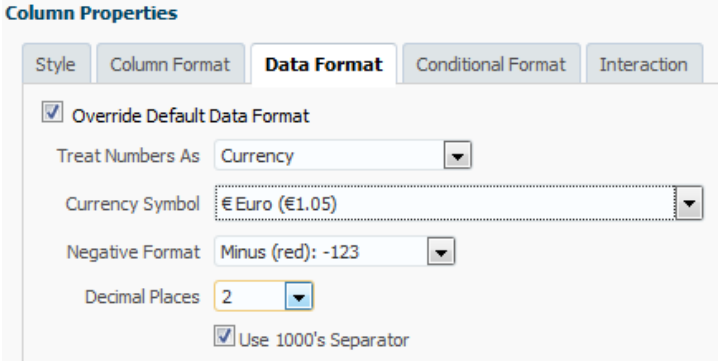 Column Properties
Style Column Format Data Format Conditional Format Interaction
Override Default Data Format
Treat Numbers As Currency
Currency Symbol € Euro (€1.05)
Negative Format Minus (red): -123
Decimal Places 2
Use 1000's Separator